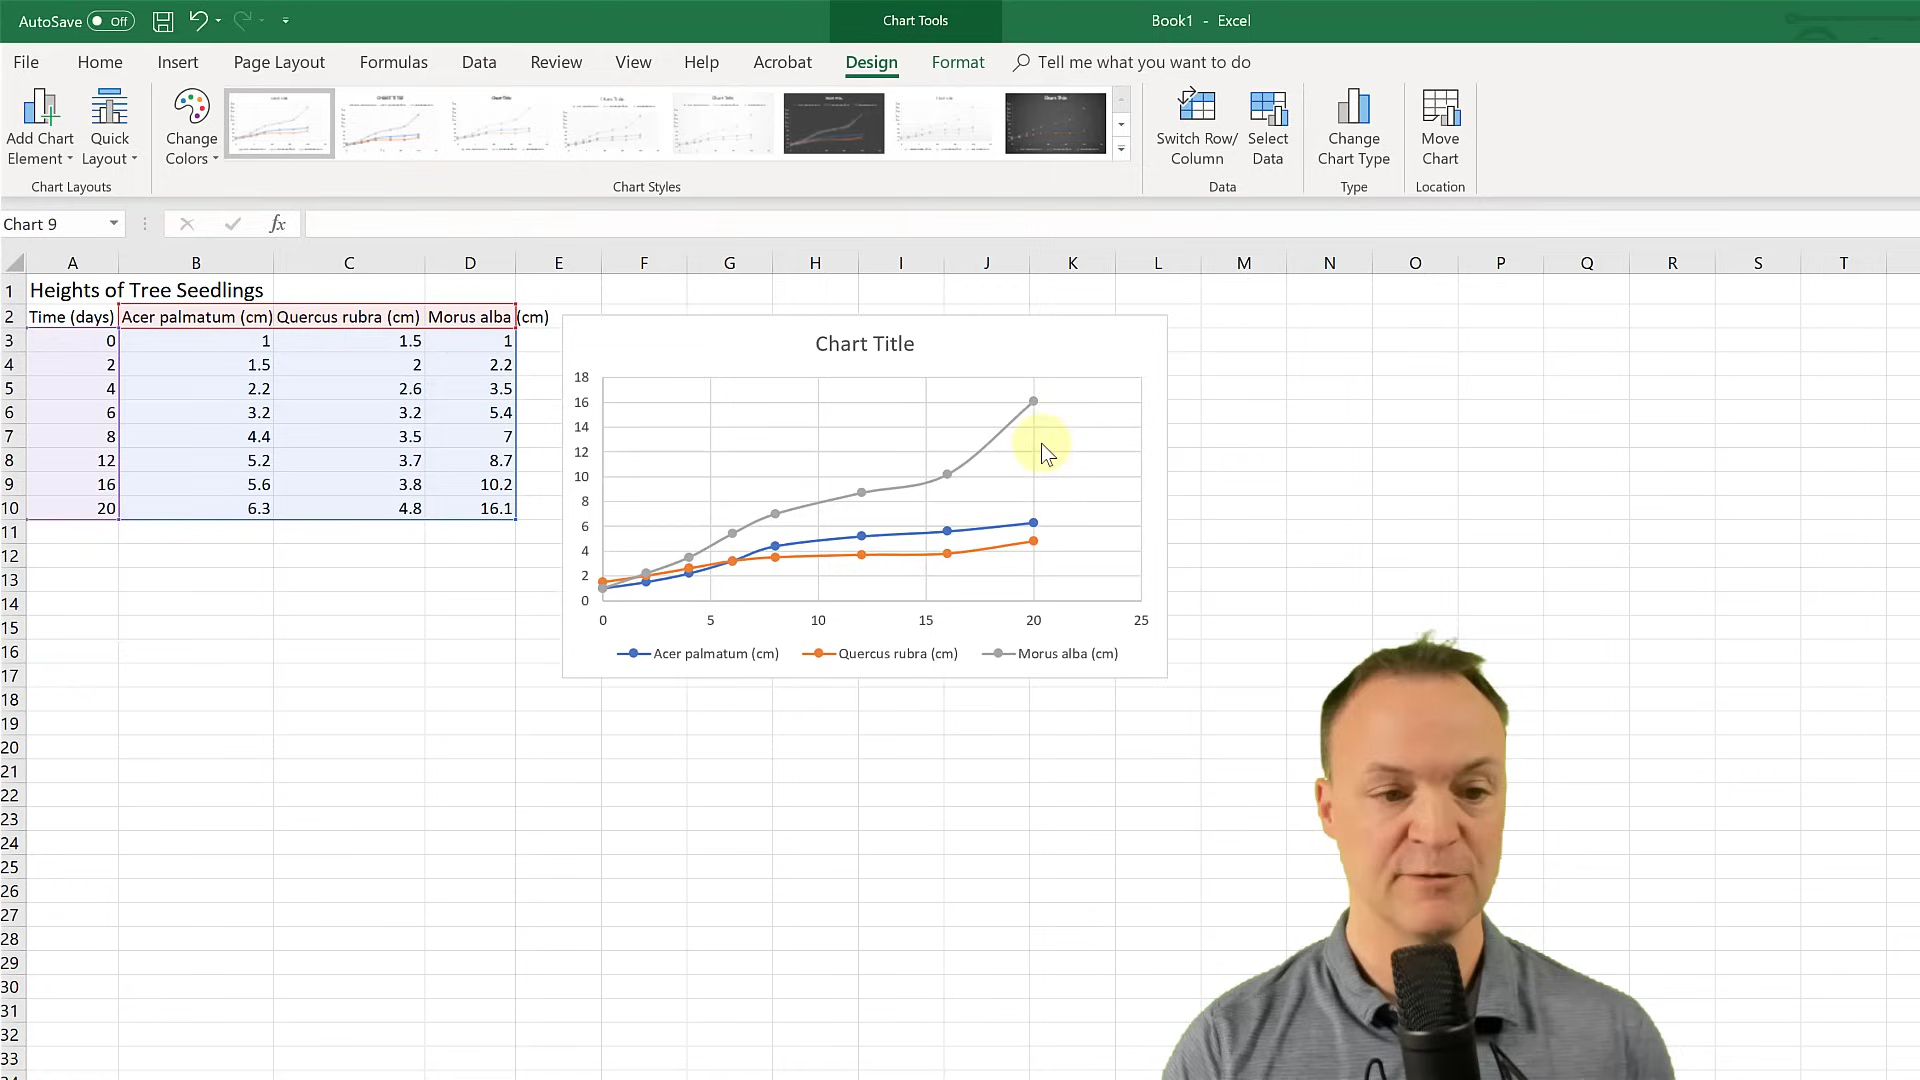 AutoSave Off
Chart Tools
Book1 - Excel
File Home Insert Page Layout Formulas Data Review View Help Acrobat Design Format Tell me what you want to do
Add Chart Element
Quick Layout
Change Colors
Switch Row/ Column
Select Data
Change Chart Type
Move Chart
Chart Layouts
Chart Styles
Data
Type
Location
Chart 9
fx
A B C D E F G H I J K L M N O P Q R S T
1 Heights of Tree Seedlings
2 Time (days) Acer palmatum (cm) Quercus rubra (cm) Morus alba (cm)
3 0 1 1.5 1
4 2 1.5 2 2.2
5 4 2.2 2.6 3.5
6 6 3.2 3.2 5.4
7 8 4.4 3.5 7
8 12 5.2 3.7 8.7
9 16 5.6 3.8 10.2
10 20 6.3 4.8 16.1
11
12
13
14
15
16
17
18
19
20
21
22
23
24
25
26
27
28
29
30
31
32
33
Chart Title
18
16
14
12
10
8
6
4
2
0
0 5 10 15 20 25
Acer palmatum (cm) Quercus rubra (cm) Morus alba (cm)